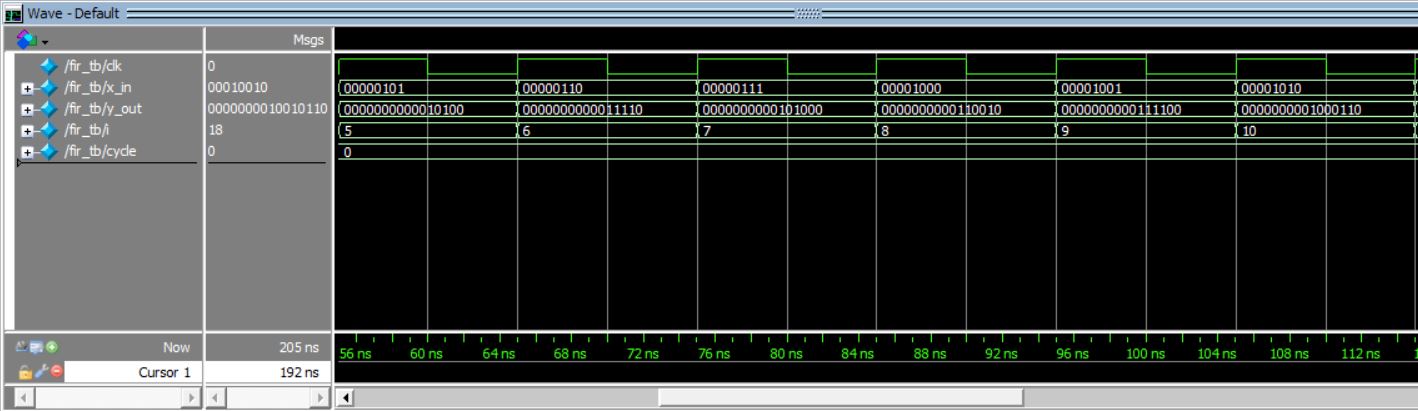 Wave - Default
Msgs
/fir_tb/clk 0
/fir_tb/x_in 00010010 00000101 00000110 00000111 00001000 00001001 00001010
/fir_tb/y_out 0000000010010110 0000000000010100 0000000000011110 0000000000101000 0000000000110010 0000000000111100 0000000001000110
/fir_tb/i 18 5 6 7 8 9 10
/fir_tb/cycle 0 0
Now 205 ns 56 ns 60 ns 64 ns 68 ns 72 ns 76 ns 80 ns 84 ns 88 ns 92 ns 96 ns 100 ns 104 ns 108 ns 112 ns
Cursor 1 192 ns